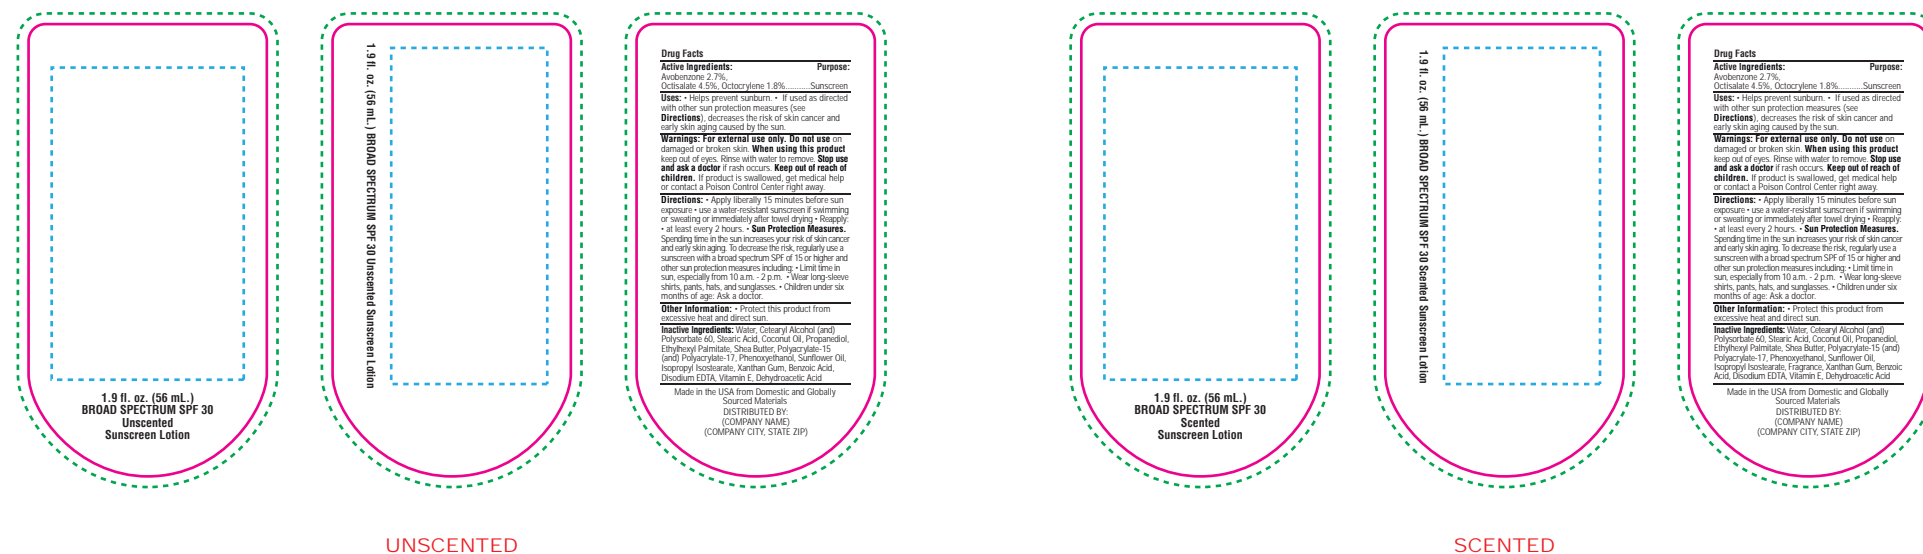 1.9 fl. oz. (56 mL.)
BROAD SPECTRUM SPF 30
Unscented
Sunscreen Lotion
1.9 fl. oz. (56 mL.) BROAD SPECTRUM SPF 30 Unscented Sunscreen Lotion
Drug Facts
Active Ingredients: Purpose:
Avobenzone 2.7%,
Octisalate 4.5%, Octocrylene 1.8%............Sunscreen
Uses: • Helps prevent sunburn. • If used as directed
with other sun protection measures (see
Directions), decreases the risk of skin cancer and
early skin aging caused by the sun.
Warnings: For external use only. Do not use on
damaged or broken skin. When using this product
keep out of eyes. Rinse with water to remove. Stop use
and ask a doctor if rash occurs. Keep out of reach of
children. If product is swallowed, get medical help
or contact a Poison Control Center right away.
Directions: • Apply liberally 15 minutes before sun
exposure • use a water-resistant sunscreen if swimming
or sweating or immediately after towel drying • Reapply:
• at least every 2 hours. • Sun Protection Measures.
Spending time in the sun increases your risk of skin cancer
and early skin aging. To decrease the risk, regularly use a
sunscreen with a broad spectrum SPF of 15 or higher and
other sun protection measures including: • Limit time in
sun, especially from 10 a.m. - 2 p.m. • Wear long-sleeve
shirts, pants, hats, and sunglasses. • Children under six
months of age: Ask a doctor.
Other Information: • Protect this product from
excessive heat and direct sun.
Inactive Ingredients: Water, Cetearyl Alcohol (and)
Polysorbate 60, Stearic Acid, Coconut Oil, Propanediol,
Ethylhexyl Palmitate, Shea Butter, Polyacrylate-15
(and) Polyacrylate-17, Phenoxyethanol, Sunflower Oil,
Isopropyl Isostearate, Xanthan Gum, Benzoic Acid,
Disodium EDTA, Vitamin E, Dehydroacetic Acid
Made in the USA from Domestic and Globally
Sourced Materials
DISTRIBUTED BY:
(COMPANY NAME)
(COMPANY CITY, STATE ZIP)
UNSCENTED
1.9 fl. oz. (56 mL.)
BROAD SPECTRUM SPF 30
Scented
Sunscreen Lotion
1.9 fl. oz. (56 mL.) BROAD SPECTRUM SPF 30 Scented Sunscreen Lotion
Drug Facts
Active Ingredients: Purpose:
Avobenzone 2.7%,
Octisalate 4.5%, Octocrylene 1.8%............Sunscreen
Uses: • Helps prevent sunburn. • If used as directed
with other sun protection measures (see
Directions), decreases the risk of skin cancer and
early skin aging caused by the sun.
Warnings: For external use only. Do not use on
damaged or broken skin. When using this product
keep out of eyes. Rinse with water to remove. Stop use
and ask a doctor if rash occurs. Keep out of reach of
children. If product is swallowed, get medical help
or contact a Poison Control Center right away.
Directions: • Apply liberally 15 minutes before sun
exposure • use a water-resistant sunscreen if swimming
or sweating or immediately after towel drying • Reapply:
• at least every 2 hours. • Sun Protection Measures.
Spending time in the sun increases your risk of skin cancer
and early skin aging. To decrease the risk, regularly use a
sunscreen with a broad spectrum SPF of 15 or higher and
other sun protection measures including: • Limit time in
sun, especially from 10 a.m. - 2 p.m. • Wear long-sleeve
shirts, pants, hats, and sunglasses. • Children under six
months of age: Ask a doctor.
Other Information: • Protect this product from
excessive heat and direct sun.
Inactive Ingredients: Water, Cetearyl Alcohol (and)
Polysorbate 60, Stearic Acid, Coconut Oil, Propanediol,
Ethylhexyl Palmitate, Shea Butter, Polyacrylate-15 (and)
Polyacrylate-17, Phenoxyethanol, Sunflower Oil,
Isopropyl Isostearate, Fragrance, Xanthan Gum, Benzoic
Acid, Disodium EDTA, Vitamin E, Dehydroacetic Acid
Made in the USA from Domestic and Globally
Sourced Materials
DISTRIBUTED BY:
(COMPANY NAME)
(COMPANY CITY, STATE ZIP)
SCENTED